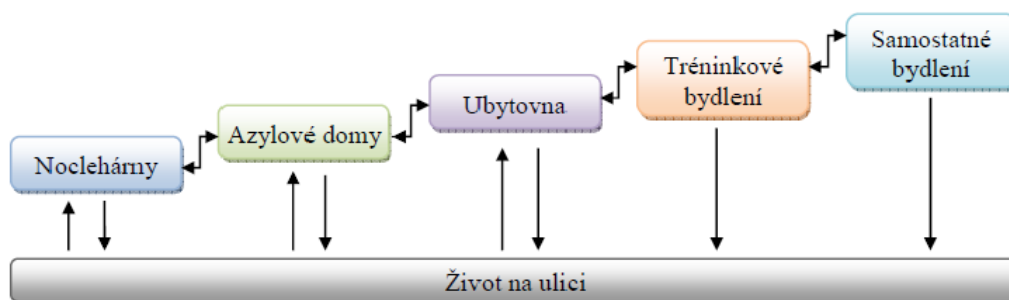 Noclehárny
Azylové domy
Ubytovna
Tréninkové
bydlení
Samostatné
bydlení
Život na ulici